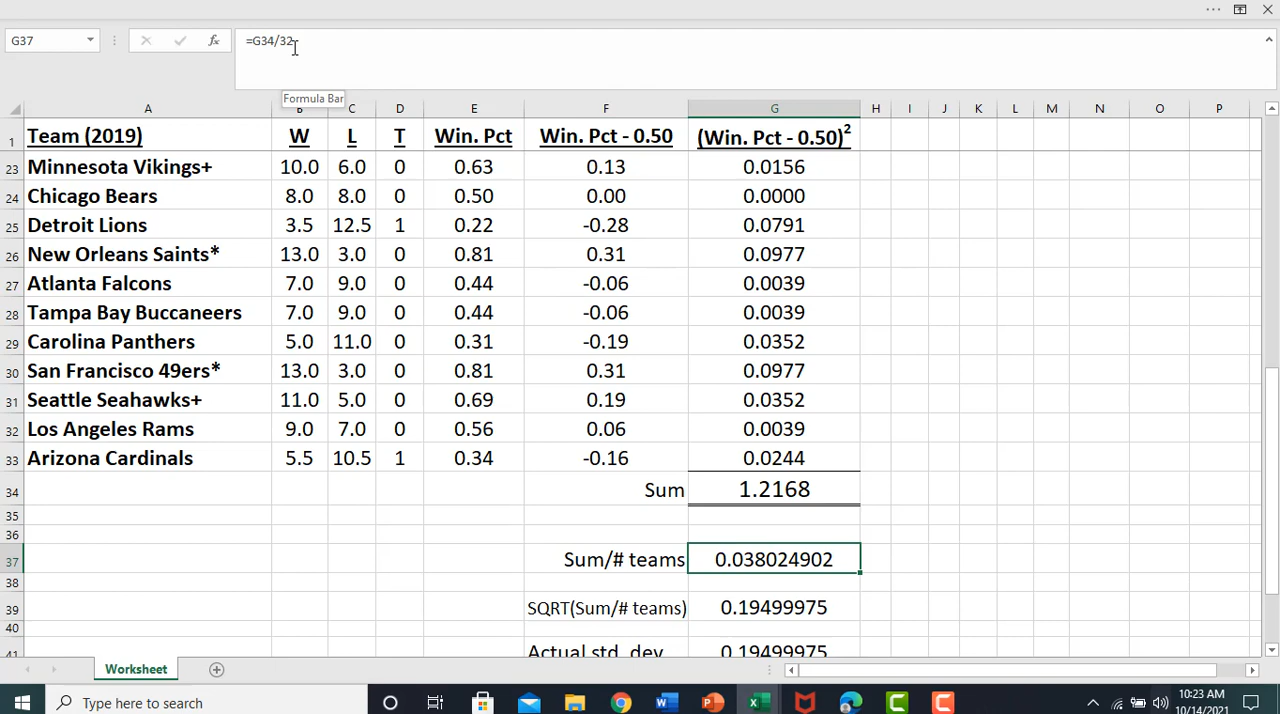 G37 fx =G34/32
Formula Bar
A B C D E F G H I J K L M N O P
1 Team (2019) W L T Win. Pct Win. Pct - 0.50 (Win. Pct - 0.50)2
23 Minnesota Vikings+ 10.0 6.0 0 0.63 0.13 0.0156
24 Chicago Bears 8.0 8.0 0 0.50 0.00 0.0000
25 Detroit Lions 3.5 12.5 1 0.22 -0.28 0.0791
26 New Orleans Saints* 13.0 3.0 0 0.81 0.31 0.0977
27 Atlanta Falcons 7.0 9.0 0 0.44 -0.06 0.0039
28 Tampa Bay Buccaneers 7.0 9.0 0 0.44 -0.06 0.0039
29 Carolina Panthers 5.0 11.0 0 0.31 -0.19 0.0352
30 San Francisco 49ers* 13.0 3.0 0 0.81 0.31 0.0977
31 Seattle Seahawks+ 11.0 5.0 0 0.69 0.19 0.0352
32 Los Angeles Rams 9.0 7.0 0 0.56 0.06 0.0039
33 Arizona Cardinals 5.5 10.5 1 0.34 -0.16 0.0244
34 Sum 1.2168
35
36
37 Sum/# teams 0.038024902
38
39 SQRT(Sum/# teams) 0.19499975
40
41 Actual std. dev 0.19499975
Worksheet
Type here to search
10:23 AM
10/14/2021